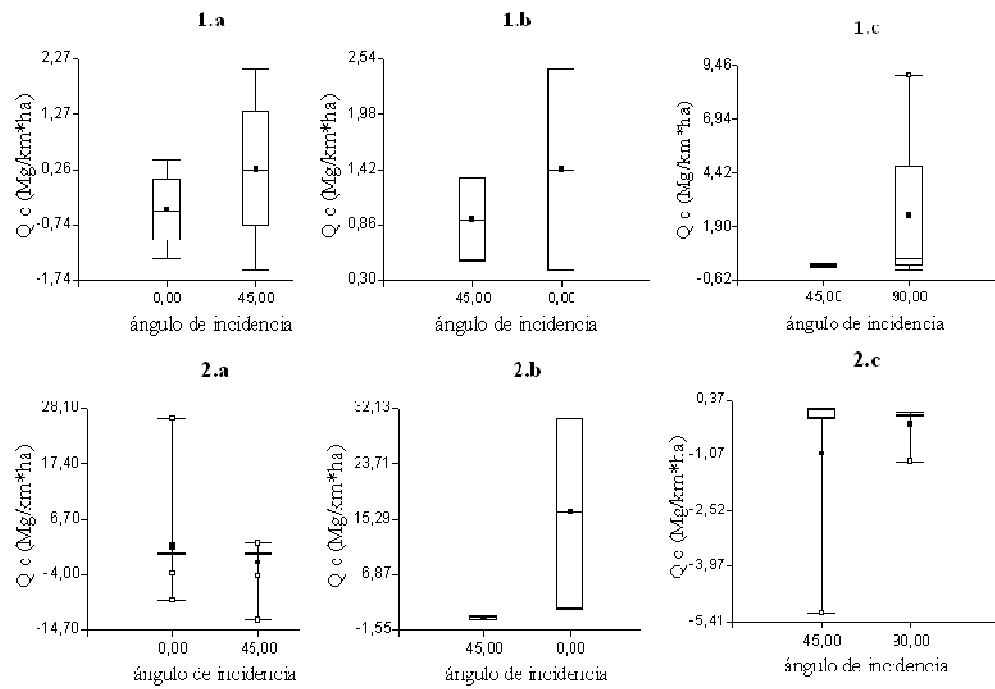 1.a
2,27
1,27
0,26
-0,74
-1,74
Q c (Mg/km*ha)
0,00 45,00
ángulo de incidencia
1.b
2,54
1,98
1,42
0,86
0,30
Q c (Mg/km*ha)
45,00 0,00
ángulo de incidencia
1.c
9,46
6,94
4,42
1,90
-0,62
Q c (Mg/km*ha)
45,00 90,00
ángulo de incidencia
2.a
28,10
17,40
6,70
-4,00
-14,70
Q c (Mg/km*ha)
0,00 45,00
ángulo de incidencia
2.b
32,13
23,71
15,29
6,87
-1,55
Q c (Mg/km*ha)
45,00 0,00
ángulo de incidencia
2.c
0,37
-1,07
-2,52
-3,97
-5,41
Q c (Mg/km*ha)
45,00 90,00
ángulo de incidencia